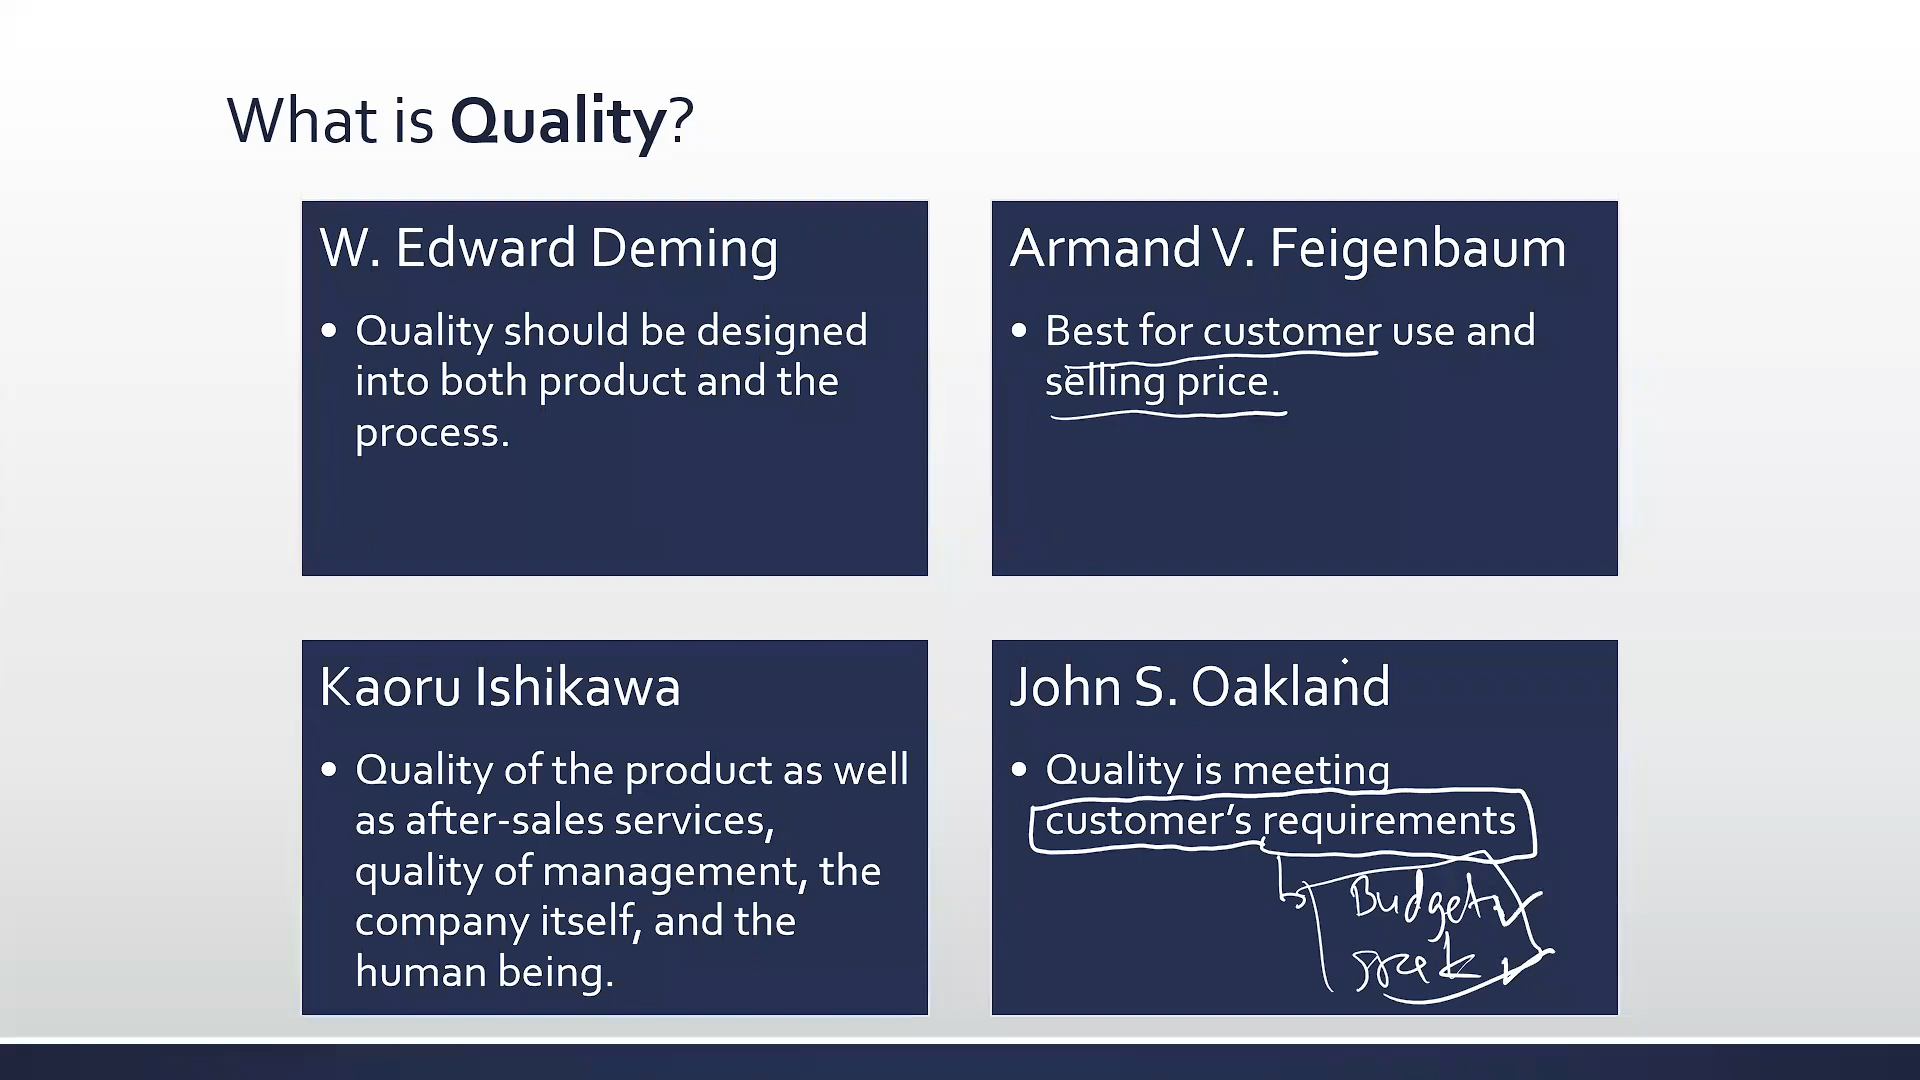 What is Quality?
W. Edward Deming
• Quality should be designed
into both product and the
process.
Armand V. Feigenbaum
• Best for customer use and
selling price.
Kaoru Ishikawa
• Quality of the product as well
as after-sales services,
quality of management, the
company itself, and the
human being.
John S. Oakland
• Quality is meeting
customer’s requirements
Budget